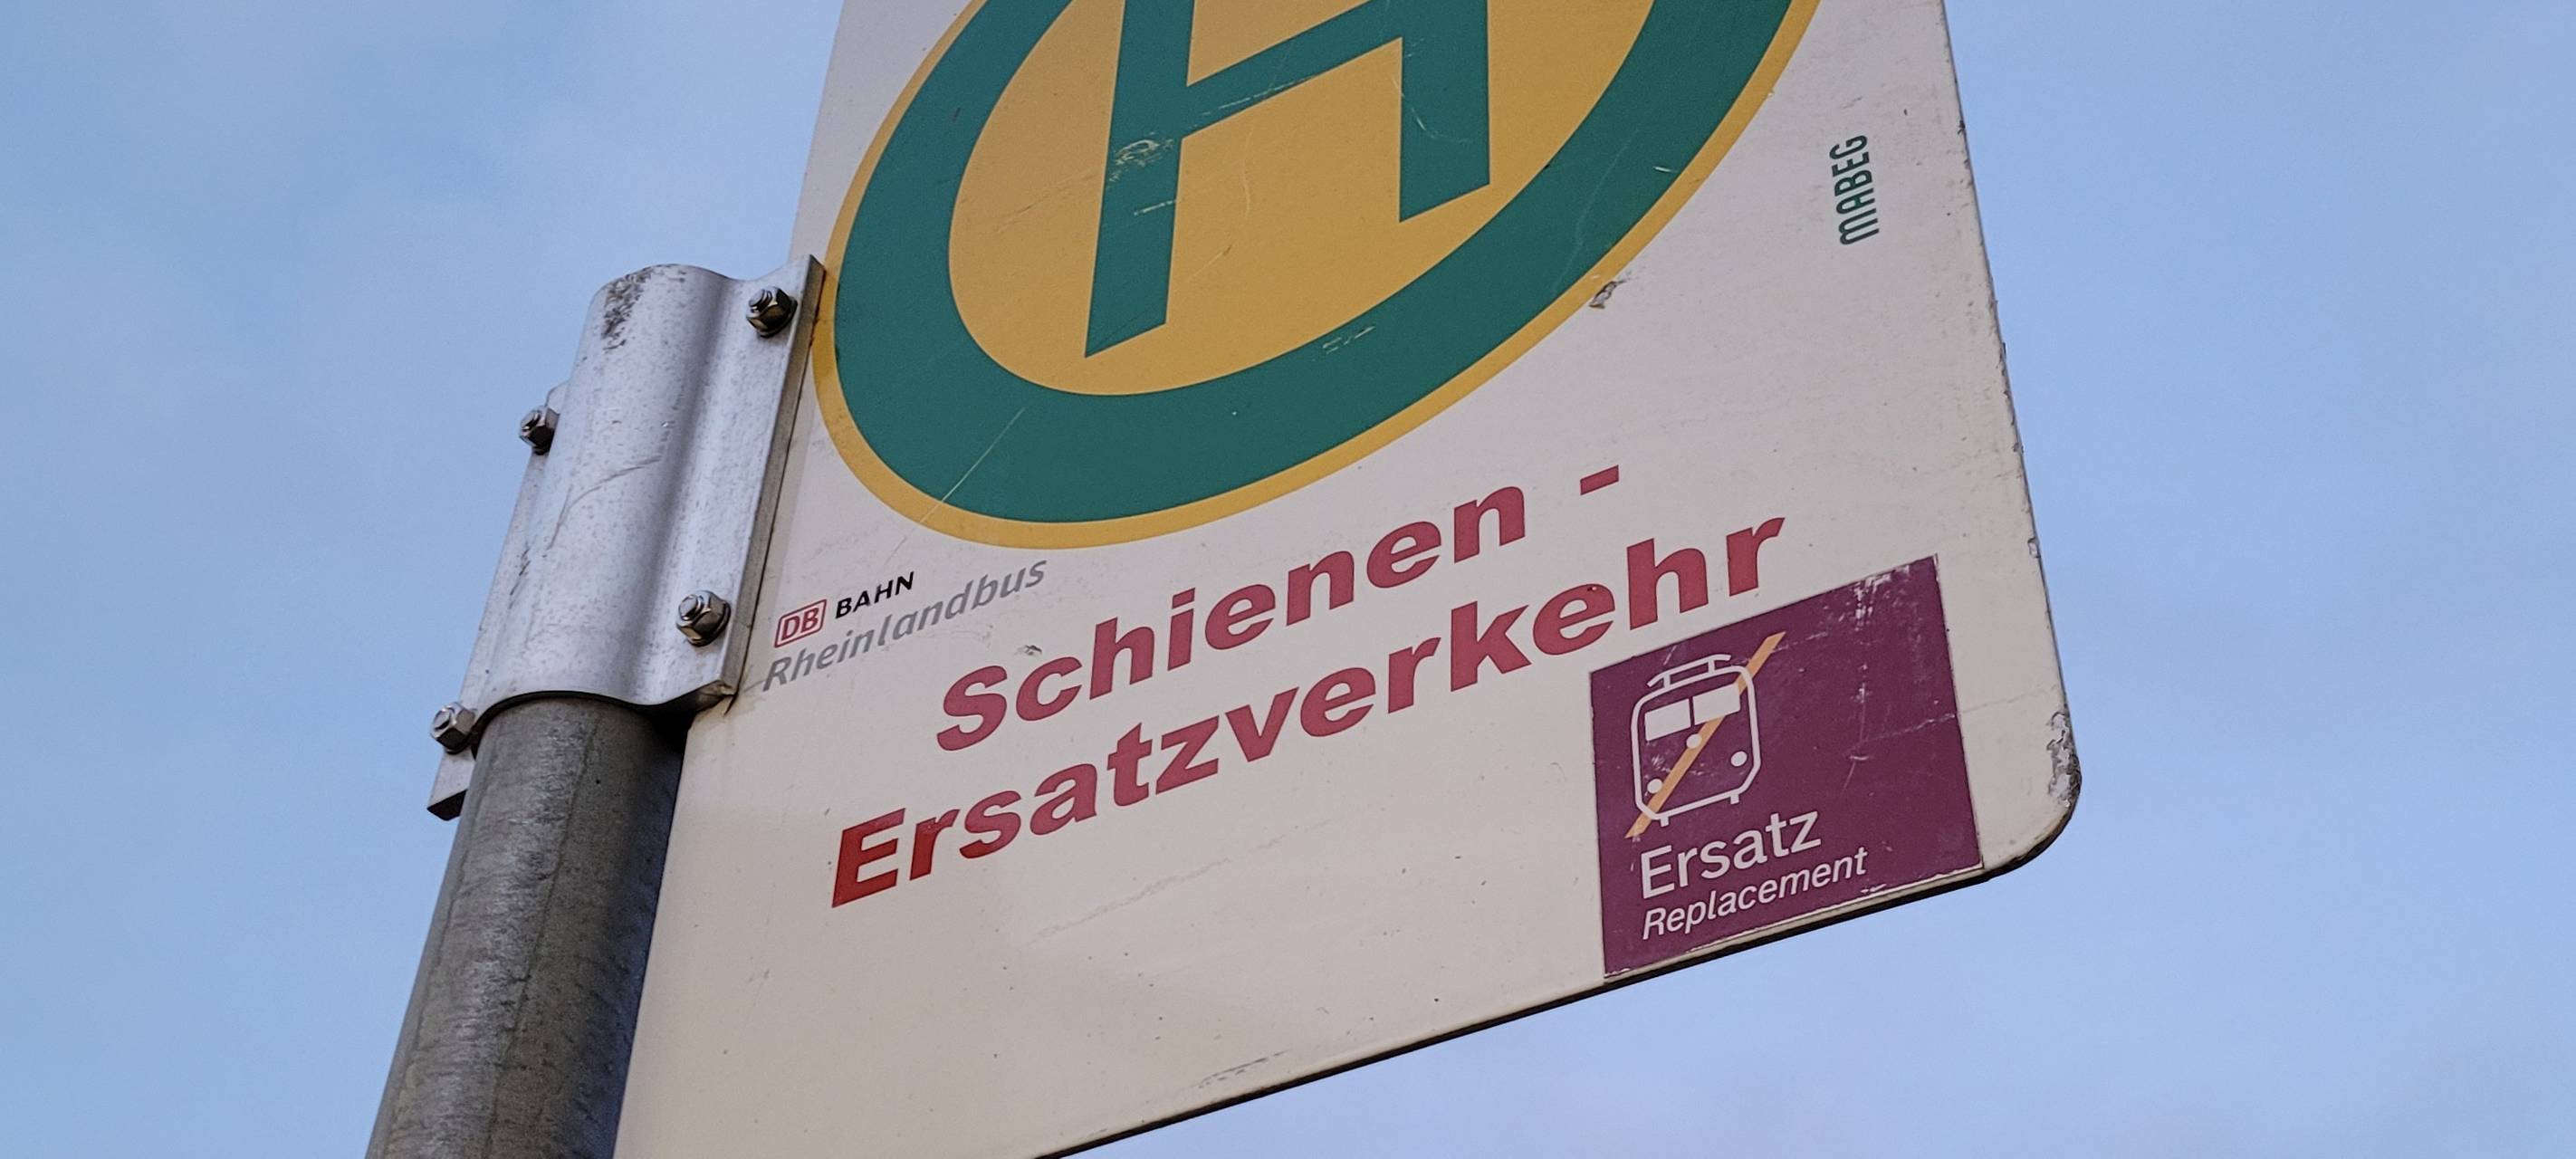 H
MABEG
DB BAHN
Rheinlandbus
Schienen -
Ersatzverkehr
Ersatz
Replacement